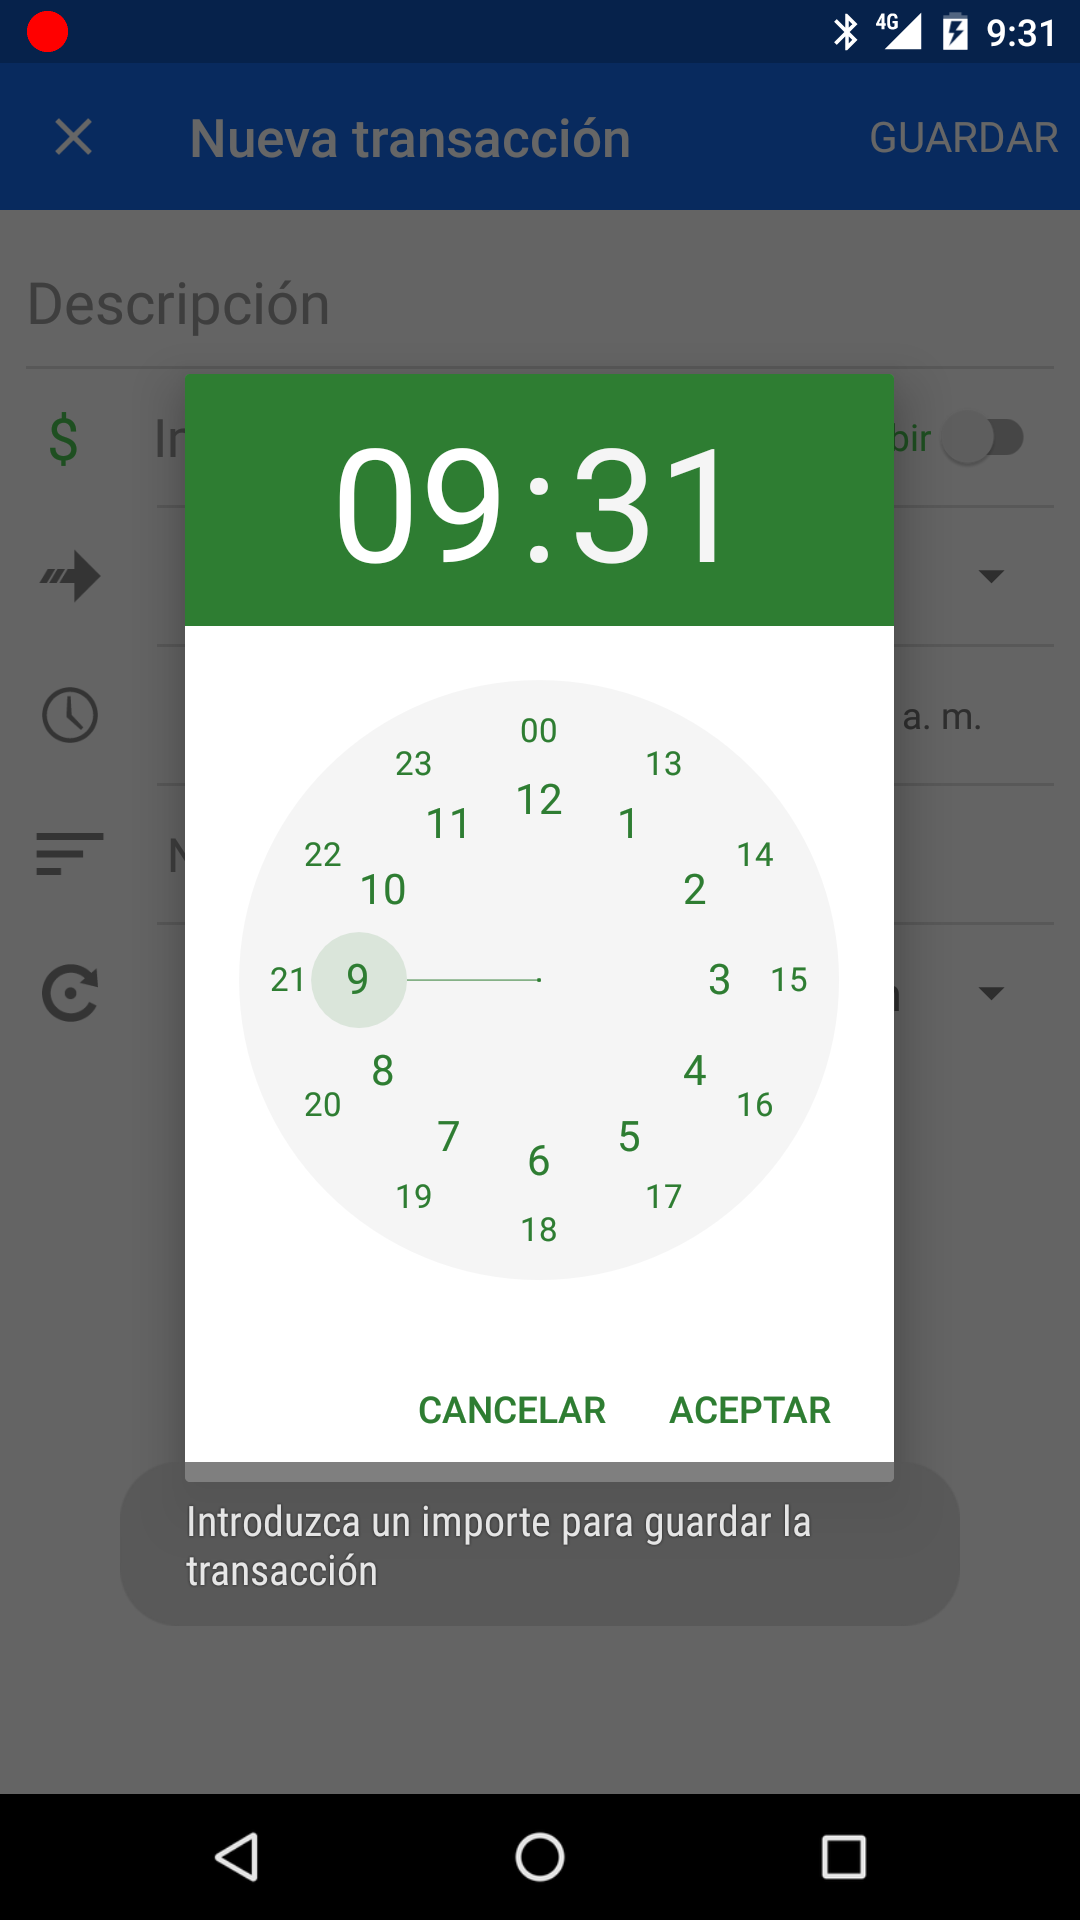 4G 9:31
Nueva transacción GUARDAR
Descripción
$
09:31
a. m.
00
23 13
12
11 1
22 14
10 2
21 9 3 15
8 4
20 16
7 5
6
19 17
18
CANCELAR ACEPTAR
Introduzca un importe para guardar la
transacción